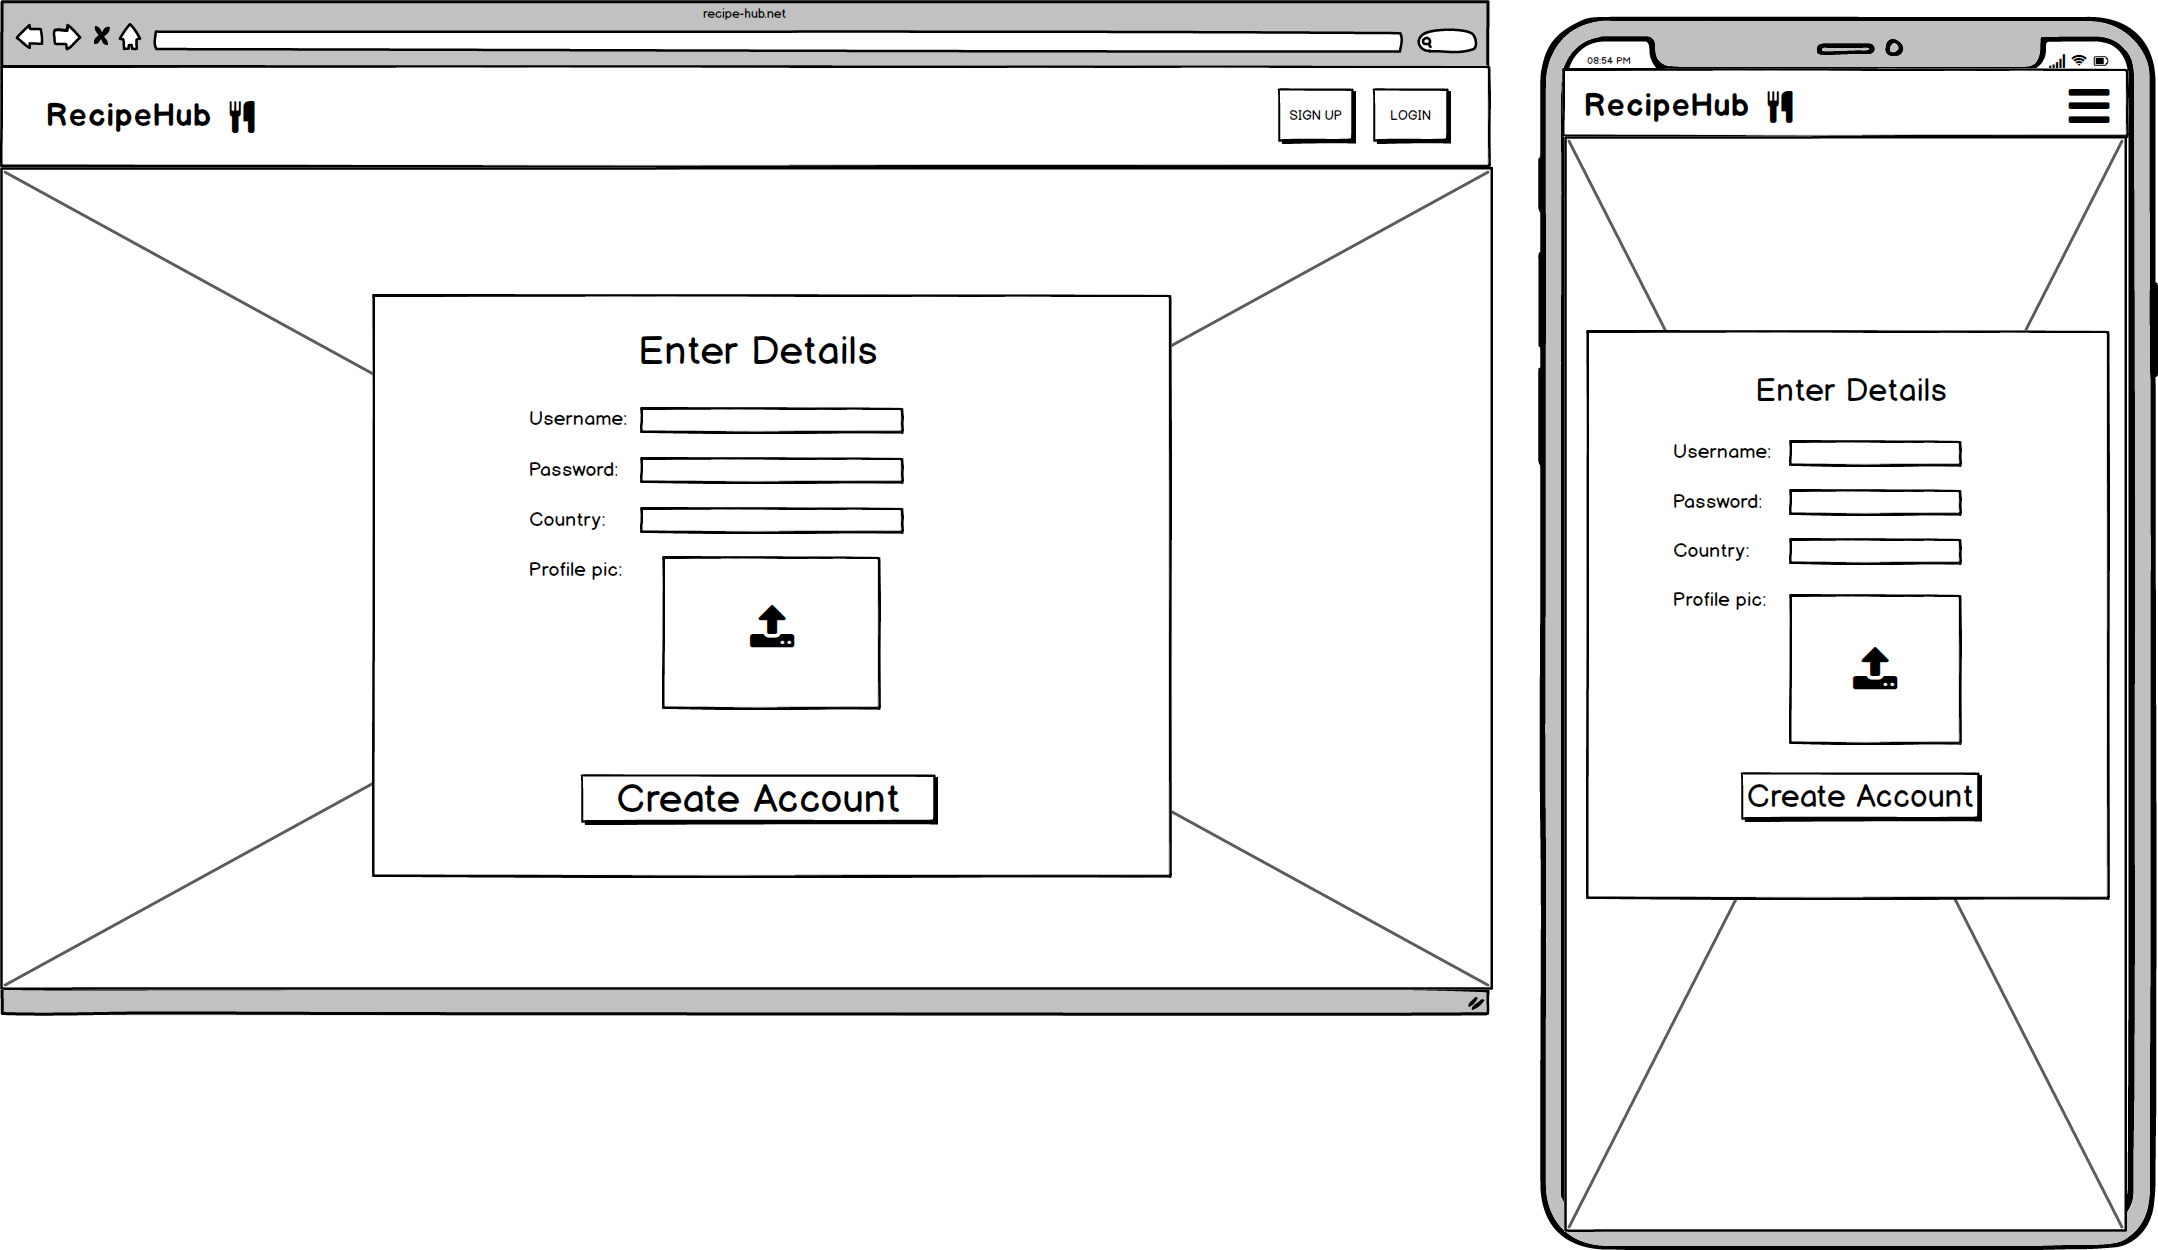 recipe-hub.net
RecipeHub
SIGN UP
LOGIN
Enter Details
Username:
Password:
Country:
Profile pic:
Create Account
08:54 PM
RecipeHub
Enter Details
Username:
Password:
Country:
Profile pic:
Create Account